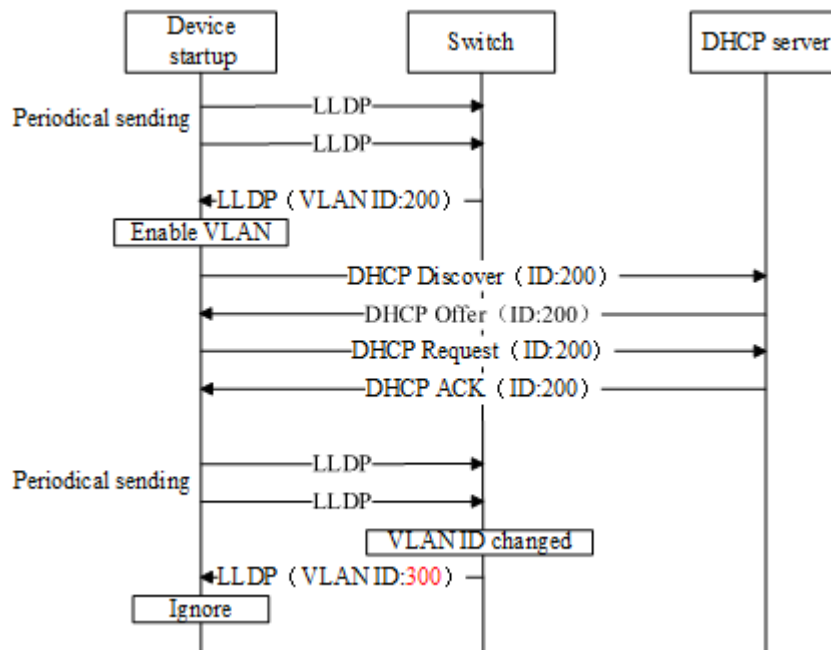 Device
startup
Switch
DHCP server
Periodical sending
LLDP
LLDP
LLDP（VLAN ID:200）
Enable VLAN
DHCP Discover（ID:200）
DHCP Offer（ID:200）
DHCP Request（ID:200）
DHCP ACK（ID:200）
Periodical sending
LLDP
LLDP
VLAN ID changed
LLDP（VLAN ID:300）
Ignore